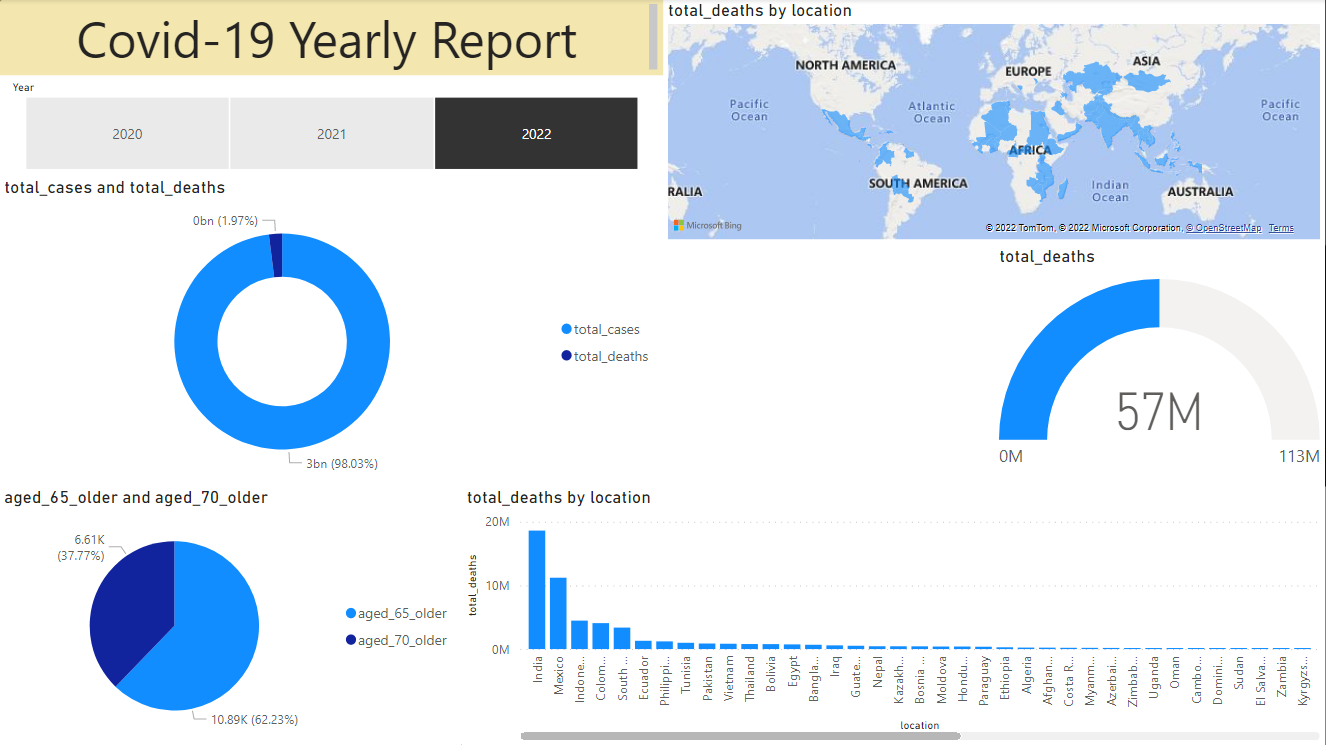 Covid-19 Yearly Report
Year
2020
2021
2022
total_cases and total_deaths
0bn (1.97%)
3bn (98.03%)
total_cases
total_deaths
aged_65_older and aged_70_older
6.61K
(37.77%)
10.89K (62.23%)
aged_65_older
aged_70_older
total_deaths by location
NORTH AMERICA
EUROPE
ASIA
Pacific
Ocean
Atlantic
Ocean
Pacific
Ocean
AFRICA
SOUTH AMERICA
Indian
Ocean
RALIA
AUSTRALIA
Microsoft Bing
© 2022 TomTom, © 2022 Microsoft Corporation, © OpenStreetMap Terms
total_deaths
57M
0M
113M
total_deaths by location
total_deaths
20M
10M
0M
India
Mexico
Indone...
Colom...
South ...
Ecuador
Philippi...
Tunisia
Pakistan
Vietnam
Thailand
Bolivia
Egypt
Bangla...
Iraq
Guate...
Nepal
Kazakh...
Bosnia ...
Moldova
Hondu...
Paraguay
Ethiopia
Algeria
Afghan...
Costa R...
Myanm...
Azerbai...
Zimbab...
Uganda
Oman
Cambo...
Domini...
Sudan
El Salva...
Zambia
Kyrgyzs...
location